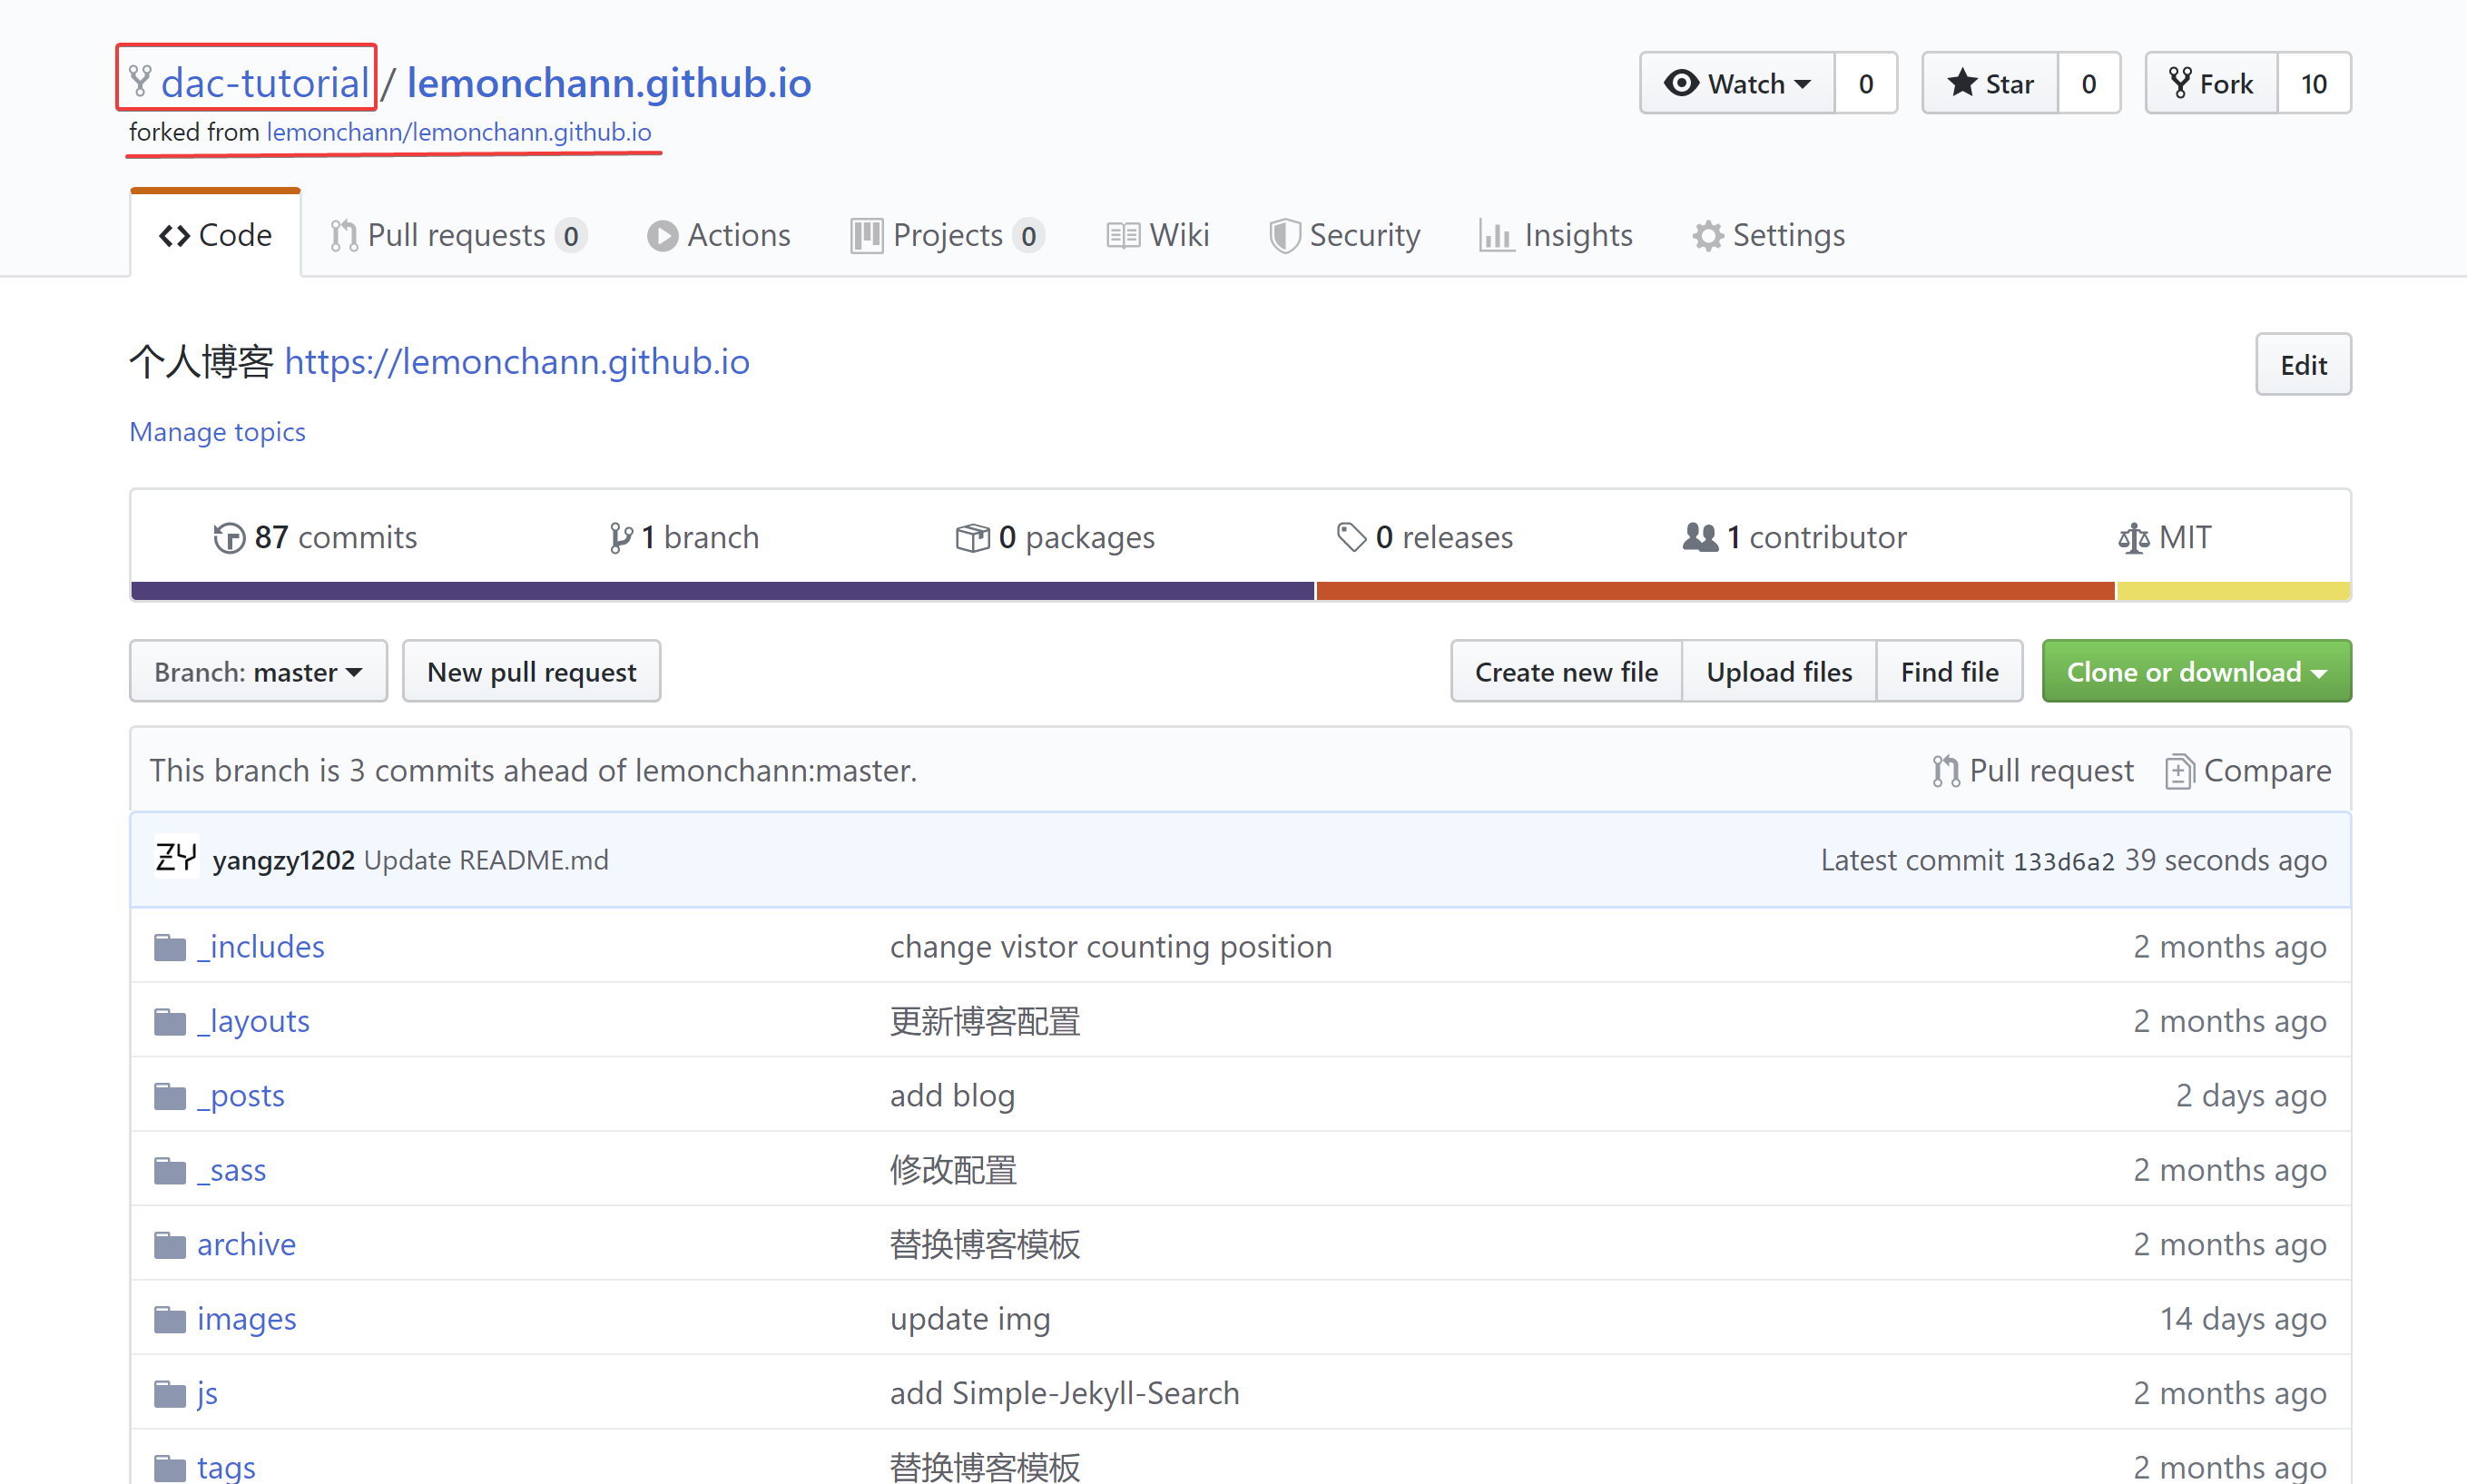 dac-tutorial / lemonchann.github.io
Watch 0 Star 0 Fork 10
forked from lemonchann/lemonchann.github.io
Code Pull requests 0 Actions Projects 0 Wiki Security Insights Settings
个人博客 https://lemonchann.github.io
Edit
Manage topics
87 commits 1 branch 0 packages 0 releases 1 contributor MIT
Branch: master New pull request Create new file Upload files Find file Clone or download
This branch is 3 commits ahead of lemonchann:master. Pull request Compare
ZY yangzy1202 Update README.md Latest commit 133d6a2 39 seconds ago
_includes change vistor counting position 2 months ago
_layouts 更新博客配置 2 months ago
_posts add blog 2 days ago
_sass 修改配置 2 months ago
archive 替换博客模板 2 months ago
images update img 14 days ago
js add Simple-Jekyll-Search 2 months ago
tags 替换博客模板 2 months ago